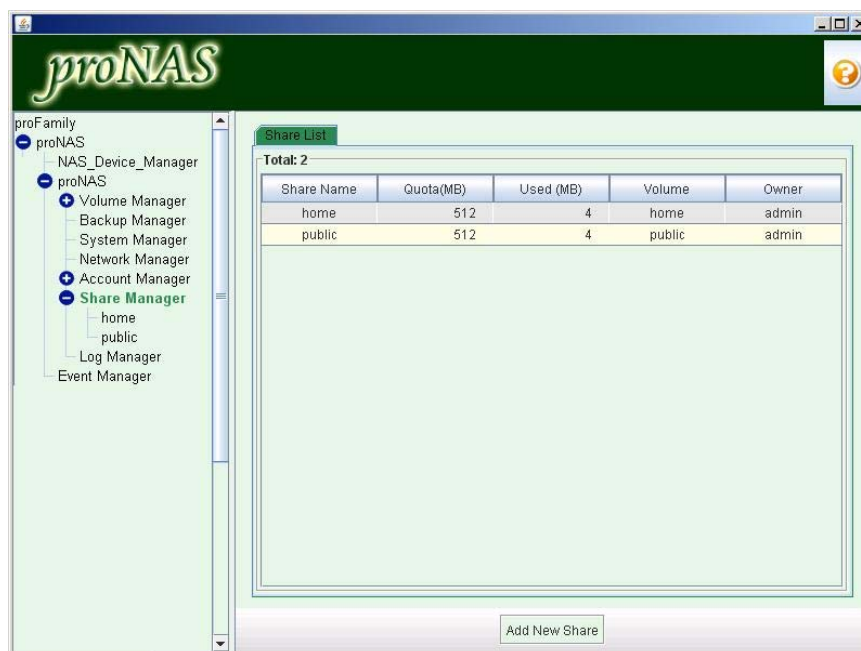 proNAS
proFamily
proNAS
NAS_Device_Manager
proNAS
Volume Manager
Backup Manager
System Manager
Network Manager
Account Manager
Share Manager
home
public
Log Manager
Event Manager
Share List
Total: 2
Share Name Quota(MB) Used (MB) Volume Owner
home 512 4 home admin
public 512 4 public admin
Add New Share